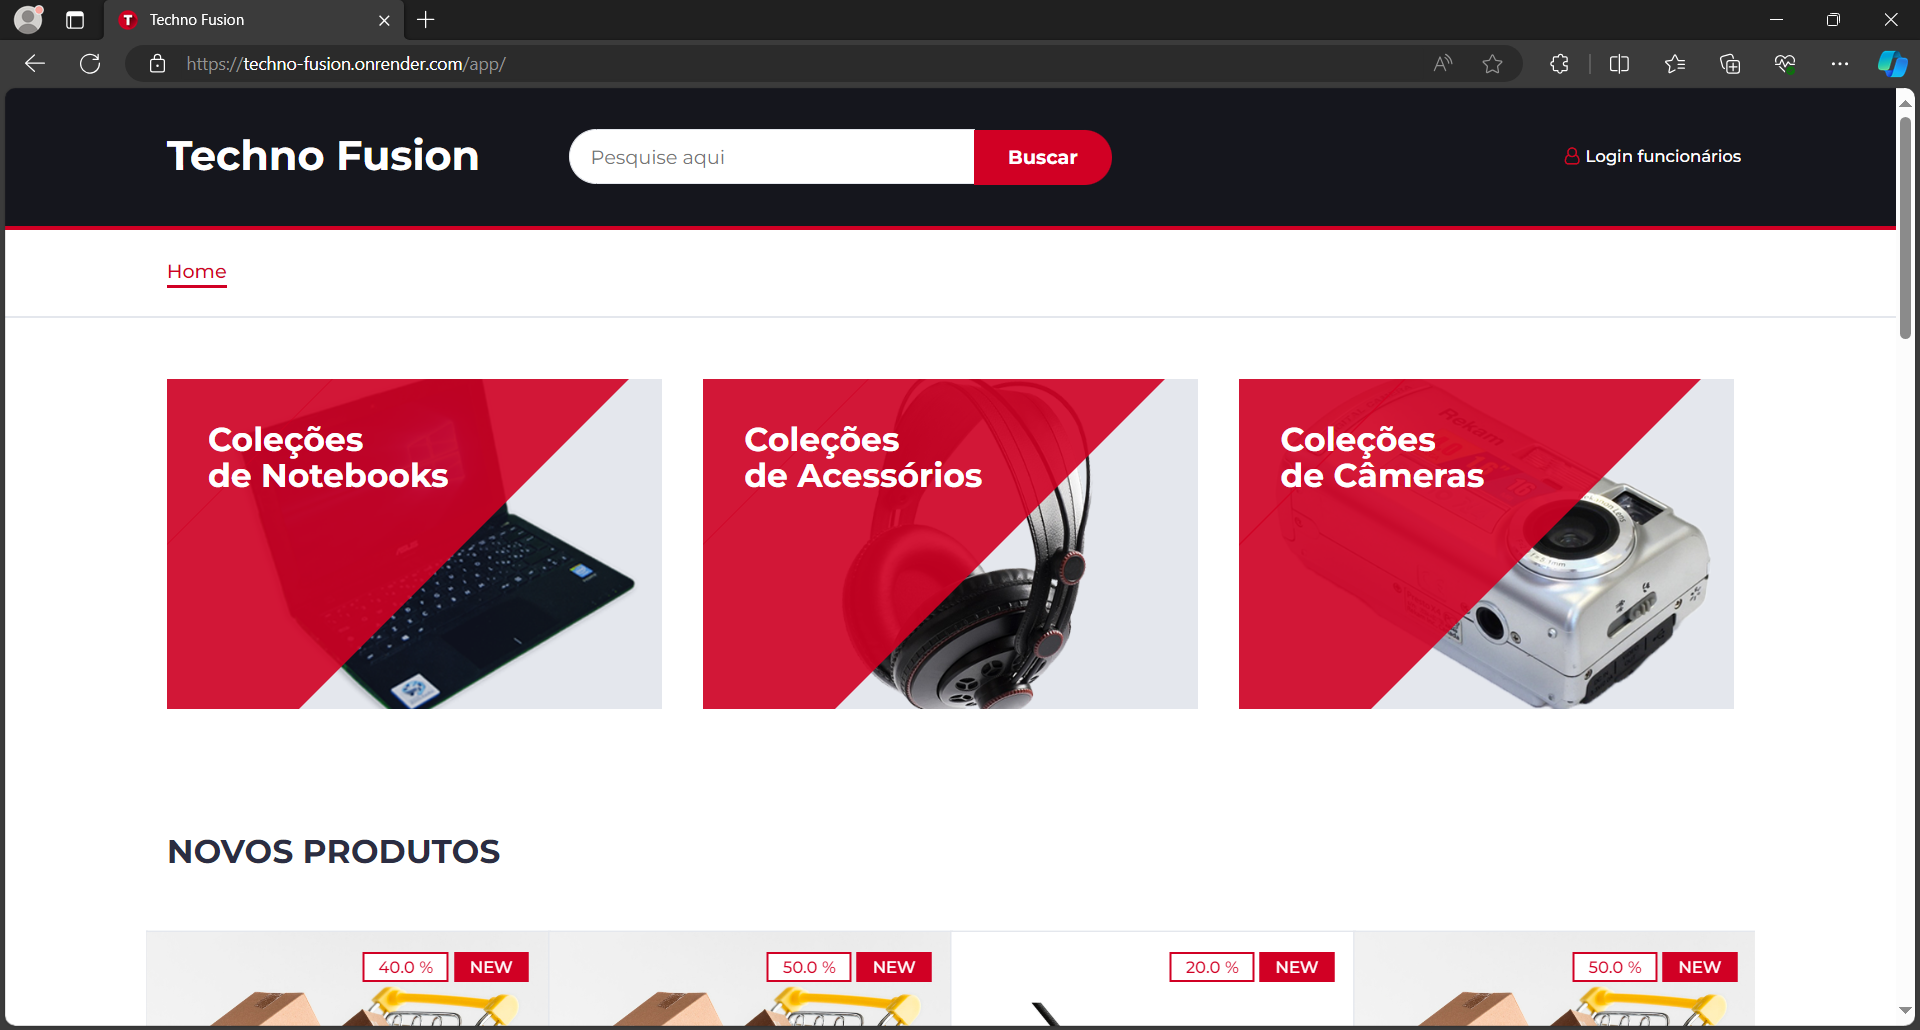 Techno Fusion
https://techno-fusion.onrender.com/app/
Techno Fusion
Pesquise aqui
Buscar
Login funcionários
Home
Coleções
de Notebooks
Coleções
de Acessórios
Coleções
de Câmeras
Rekam
NOVOS PRODUTOS
40.0 %
NEW
50.0 %
NEW
20.0 %
NEW
50.0 %
NEW